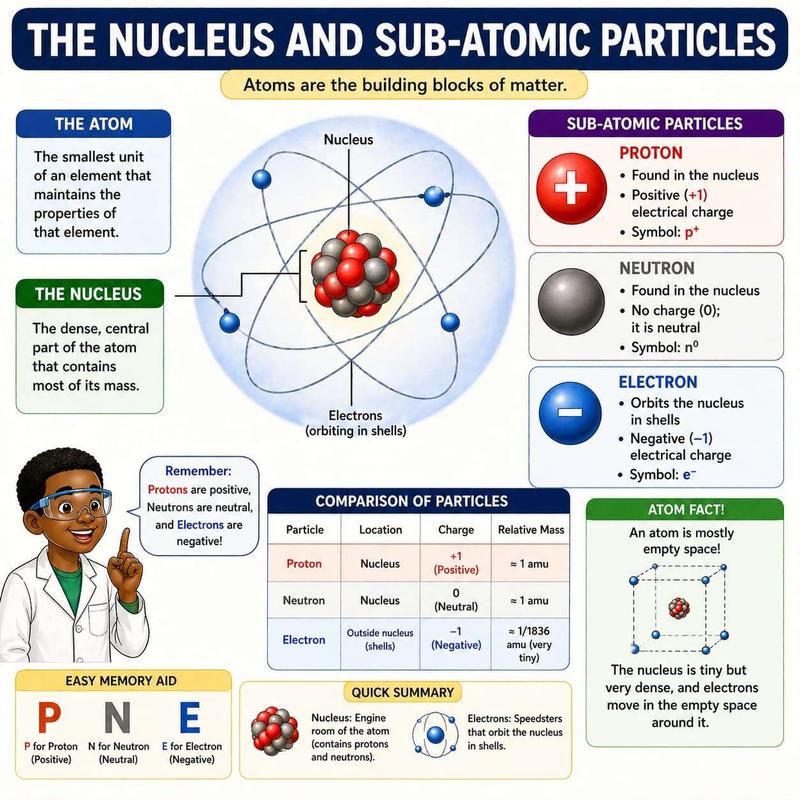 THE NUCLEUS AND SUB-ATOMIC PARTICLES
Atoms are the building blocks of matter.
THE ATOM
The smallest unit
of an element that
maintains the
properties of
that element.
THE NUCLEUS
The dense, central
part of the atom
that contains
most of its mass.
Nucleus
Electrons
(orbiting in shells)
SUB-ATOMIC PARTICLES
+
PROTON
• Found in the nucleus
• Positive (+1)
electrical charge
• Symbol: p⁺
NEUTRON
• Found in the nucleus
• No charge (0);
it is neutral
• Symbol: n⁰
−
ELECTRON
• Orbits the nucleus
in shells
• Negative (−1)
electrical charge
• Symbol: e⁻
Remember:
Protons are positive,
Neutrons are neutral,
and Electrons are
negative!
COMPARISON OF PARTICLES
Particle Location Charge Relative Mass
Proton Nucleus +1 (Positive) ≈ 1 amu
Neutron Nucleus 0 (Neutral) ≈ 1 amu
Electron Outside nucleus (shells) −1 (Negative) ≈ 1/1836 amu (very tiny)
ATOM FACT!
An atom is mostly
empty space!
The nucleus is tiny but
very dense, and electrons
move in the empty space
around it.
EASY MEMORY AID
P N E
P for Proton (Positive)
N for Neutron (Neutral)
E for Electron (Negative)
QUICK SUMMARY
Nucleus: Engine
room of the atom
(contains protons
and neutrons).
Electrons: Speedsters
that orbit the nucleus
in shells.